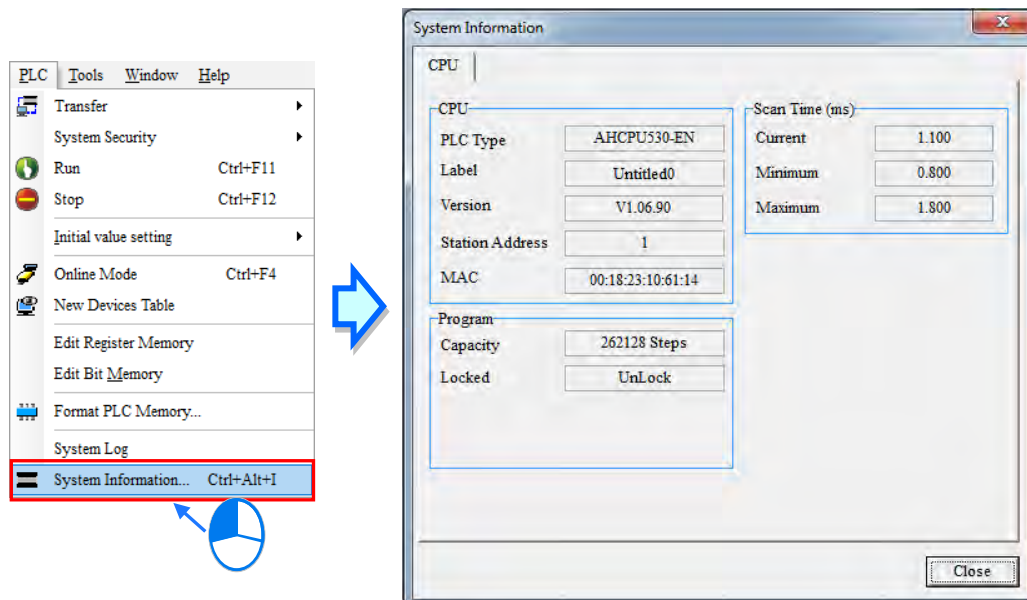 PLC Tools Window Help
Transfer
System Security
Run Ctrl+F11
Stop Ctrl+F12
Initial value setting
Online Mode Ctrl+F4
New Devices Table
Edit Register Memory
Edit Bit Memory
Format PLC Memory...
System Log
System Information... Ctrl+Alt+I
System Information
CPU
CPU
PLC Type AHCPU530-EN
Label Untitled0
Version V1.06.90
Station Address 1
MAC 00:18:23:10:61:14
Program
Capacity 262128 Steps
Locked UnLock
Scan Time (ms)
Current 1.100
Minimum 0.800
Maximum 1.800
Close